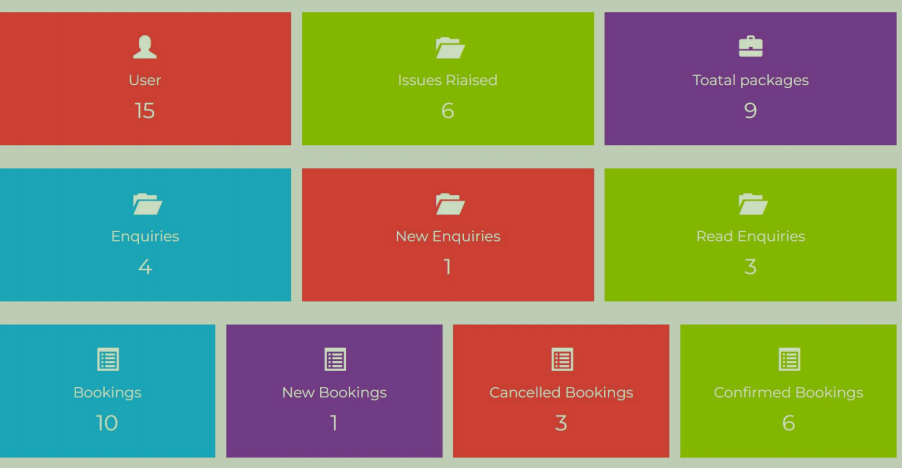 User
15
Issues Riaised
6
Toatal packages
9
Enquiries
4
New Enquiries
1
Read Enquiries
3
Bookings
10
New Bookings
1
Cancelled Bookings
3
Confirmed Bookings
6